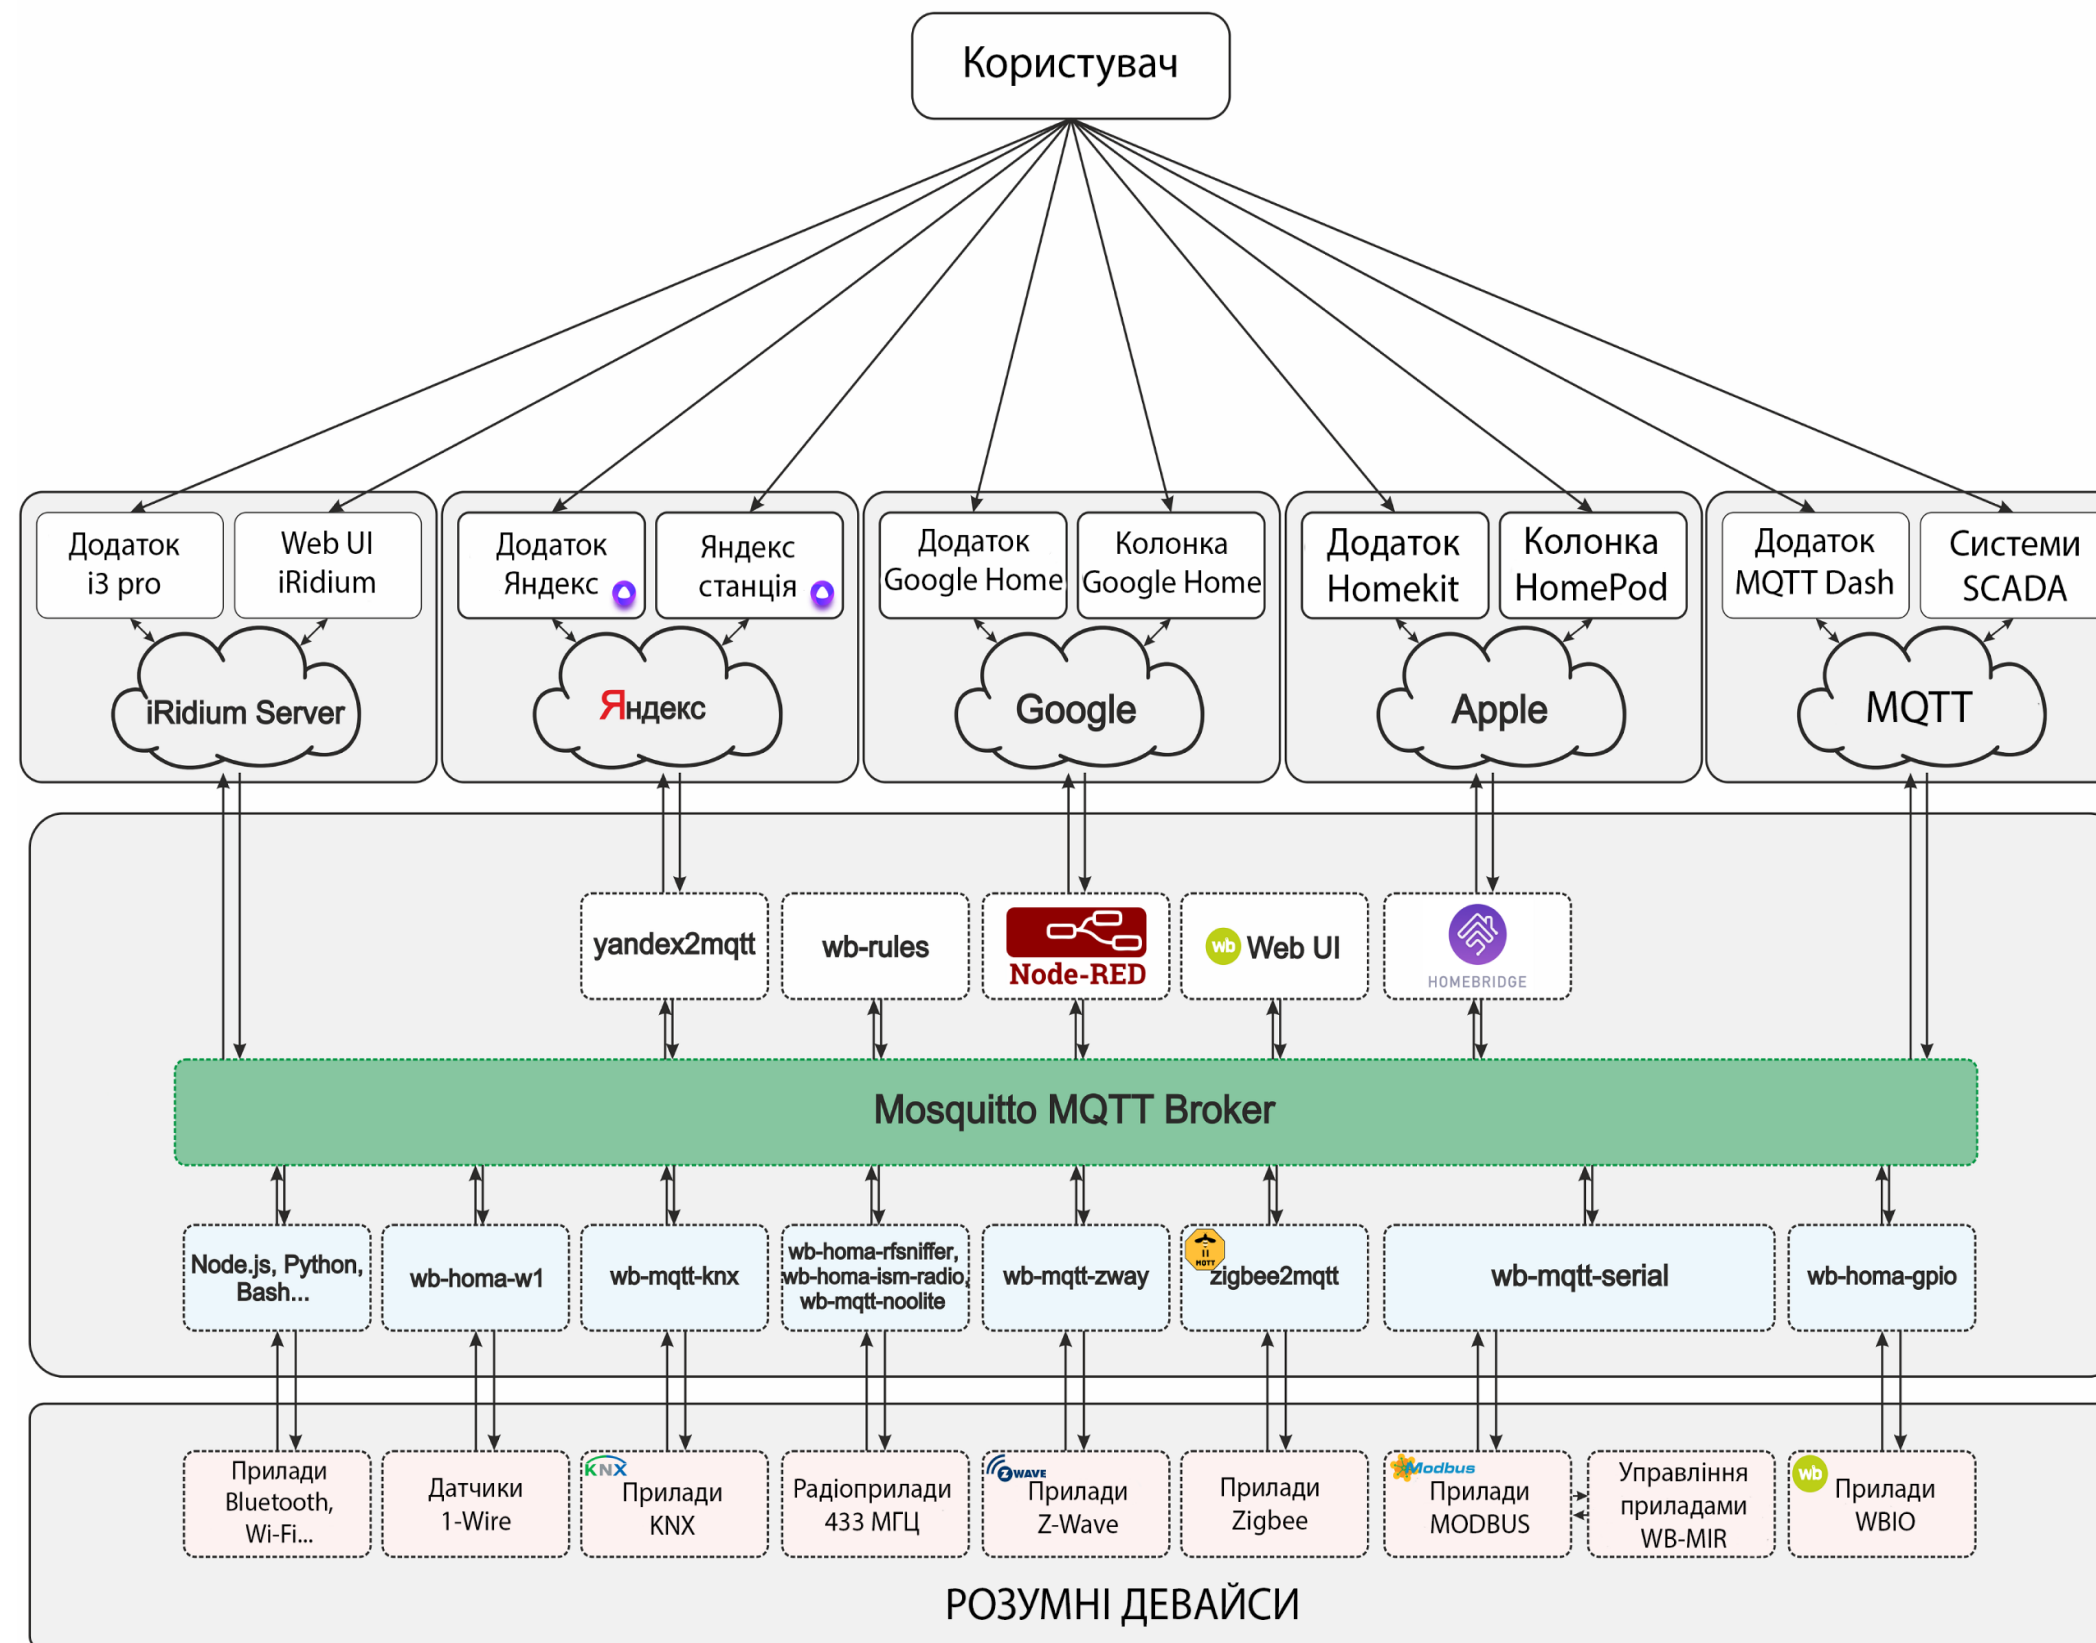 Користувач
Додаток
i3 pro
Web UI
iRidium
Додаток
Яндекс
Яндекс
станція
Додаток
Google Home
Колонка
Google Home
Додаток
Homekit
Колонка
HomePod
Додаток
MQTT Dash
Системи
SCADA
iRidium Server
Яндекс
Google
Apple
MQTT
yandex2mqtt
wb-rules
Node-RED
wb Web UI
HOMEBRIDGE
Mosquitto MQTT Broker
Node.js, Python,
Bash...
wb-homa-w1
wb-mqtt-knx
wb-homa-rfsniffer,
wb-homa-ism-radio,
wb-mqtt-noolite
wb-mqtt-zway
MQTT
zigbee2mqtt
wb-mqtt-serial
wb-homa-gpio
Прилади
Bluetooth,
Wi-Fi...
Датчики
1-Wire
KNX
Прилади
KNX
Радіоприлади
433 МГЦ
Z WAVE
Прилади
Z-Wave
Прилади
Zigbee
Modbus
Прилади
MODBUS
Управління
приладами
WB-MIR
wb
Прилади
WBIO
РОЗУМНІ ДЕВАЙСИ